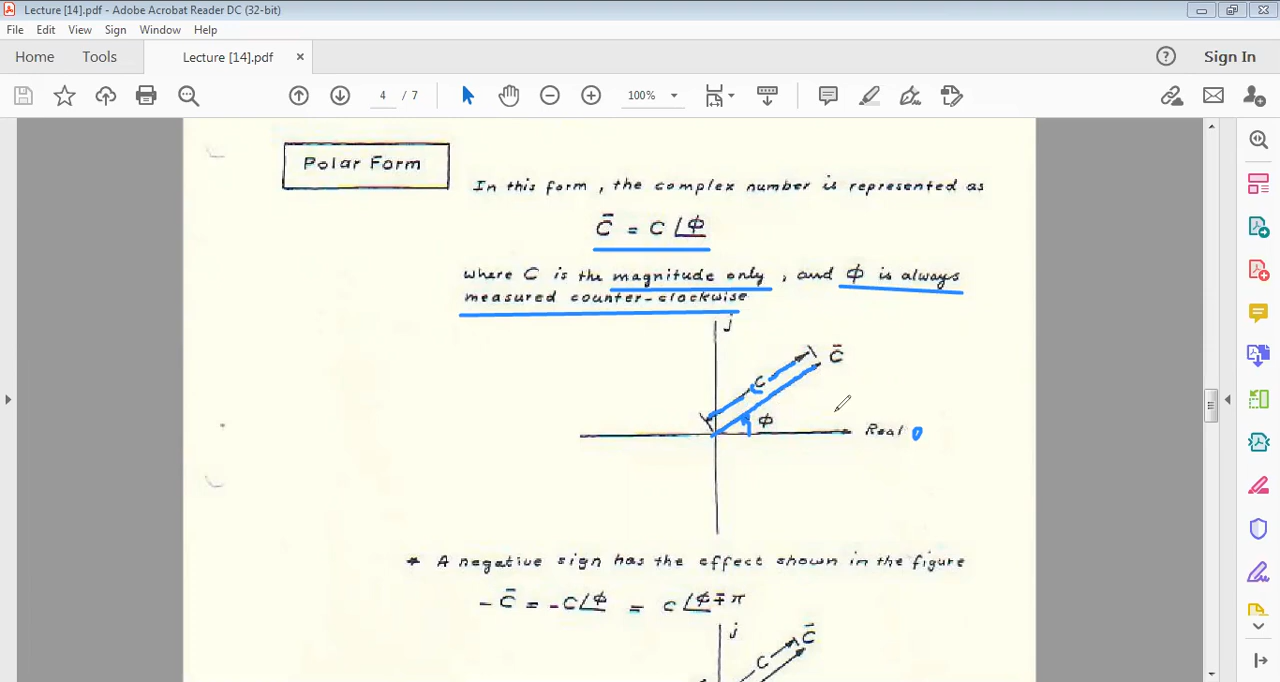 Lecture [14].pdf - Adobe Acrobat Reader DC (32-bit)
File Edit View Sign Window Help
Home Tools Lecture [14].pdf × ? Sign In
4 / 7 100%
Polar Form
In this form, the complex number is represented as
C̄ = C ∠ϕ
where C is the magnitude only, and ϕ is always
measured counter-clockwise
j
C̄
C
ϕ
Real 0
* A negative sign has the effect shown in the figure
- C̄ = -C∠ϕ = C ∠ϕ∓π
j
C̄
C